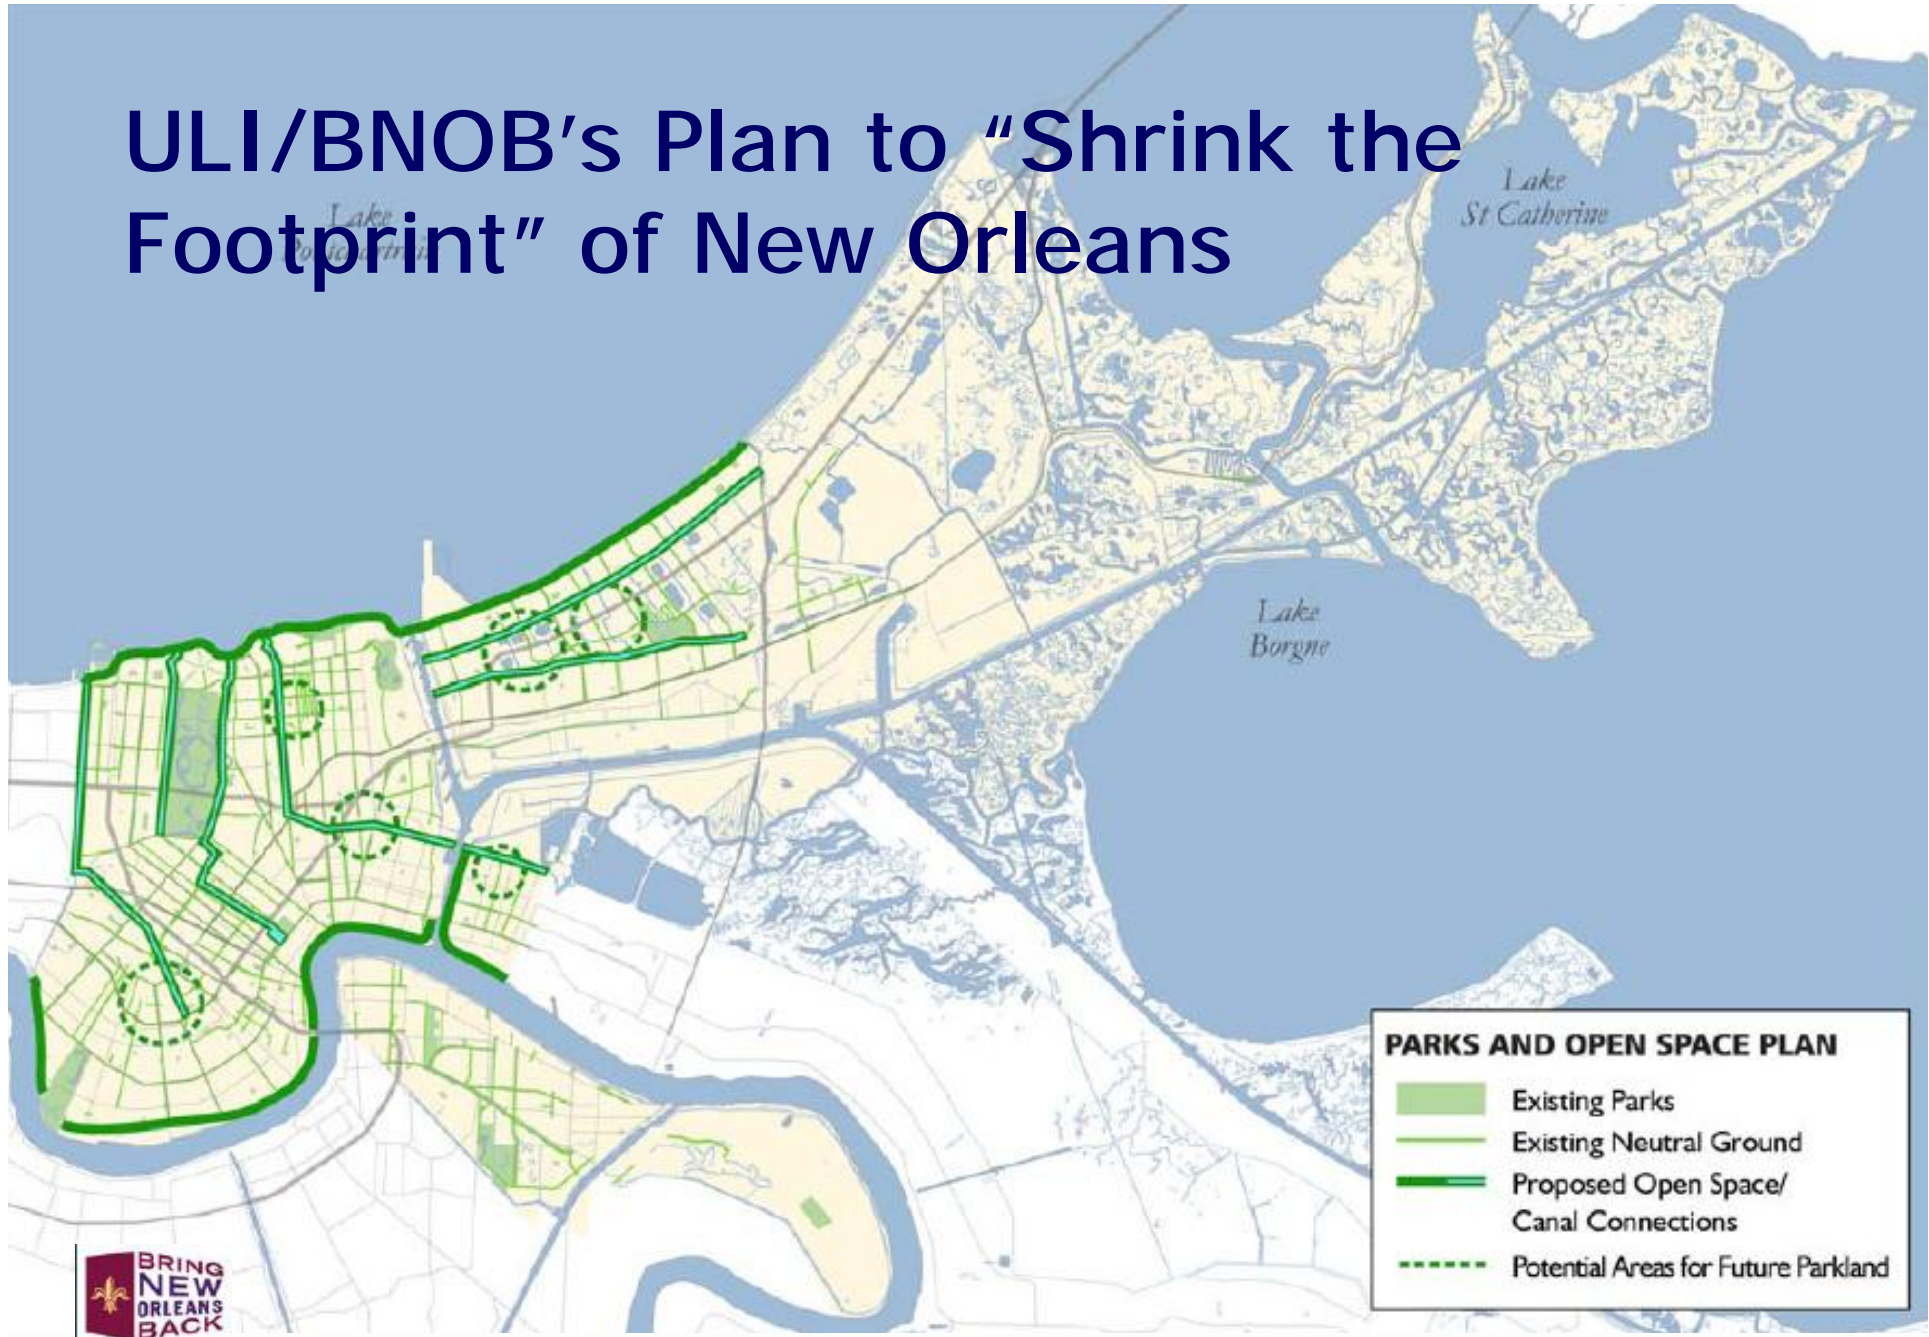 ULI/BNOB's Plan to “Shrink the
Footprint” of New Orleans
Lake
Pontchartrain
Lake
St Catherine
Lake
Borgne
PARKS AND OPEN SPACE PLAN
Existing Parks
Existing Neutral Ground
Proposed Open Space/
Canal Connections
Potential Areas for Future Parkland
BRING
NEW
ORLEANS
BACK